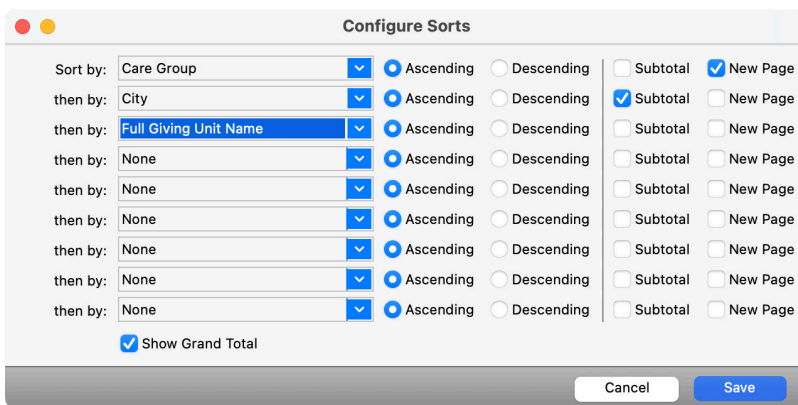 Configure Sorts
Sort by: Care Group Ascending Descending Subtotal New Page
then by: City Ascending Descending Subtotal New Page
then by: Full Giving Unit Name Ascending Descending Subtotal New Page
then by: None Ascending Descending Subtotal New Page
then by: None Ascending Descending Subtotal New Page
then by: None Ascending Descending Subtotal New Page
then by: None Ascending Descending Subtotal New Page
then by: None Ascending Descending Subtotal New Page
then by: None Ascending Descending Subtotal New Page
Show Grand Total
Cancel Save